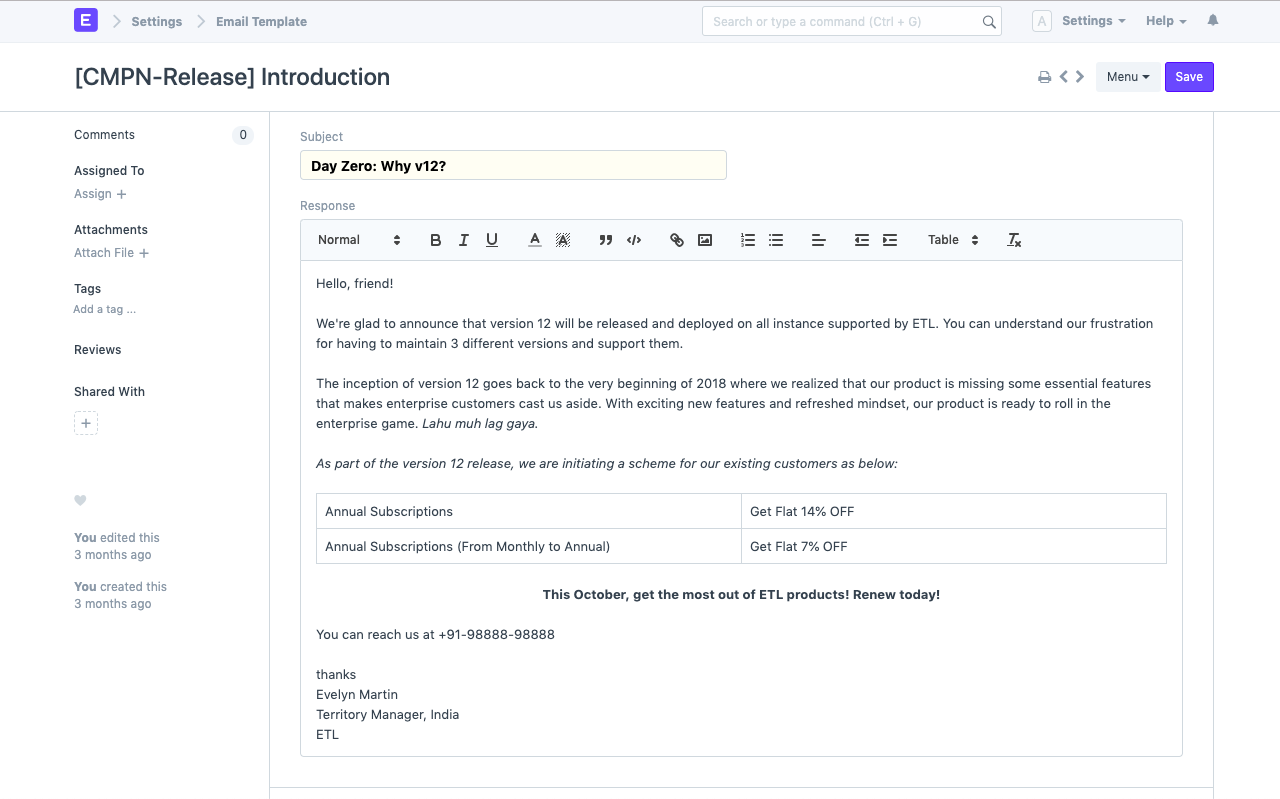 E Settings Email Template Search or type a command (Ctrl + G) A Settings Help
[CMPN-Release] Introduction Menu Save
Comments 0
Assigned To
Assign +
Attachments
Attach File +
Tags
Add a tag ...
Reviews
Shared With
+
You edited this
3 months ago
You created this
3 months ago
Subject
Day Zero: Why v12?
Response
Normal B I U A A Table
Hello, friend!
We're glad to announce that version 12 will be released and deployed on all instance supported by ETL. You can understand our frustration
for having to maintain 3 different versions and support them.
The inception of version 12 goes back to the very beginning of 2018 where we realized that our product is missing some essential features
that makes enterprise customers cast us aside. With exciting new features and refreshed mindset, our product is ready to roll in the
enterprise game. Lahu muh lag gaya.
As part of the version 12 release, we are initiating a scheme for our existing customers as below:
Annual Subscriptions Get Flat 14% OFF
Annual Subscriptions (From Monthly to Annual) Get Flat 7% OFF
This October, get the most out of ETL products! Renew today!
You can reach us at +91-98888-98888
thanks
Evelyn Martin
Territory Manager, India
ETL